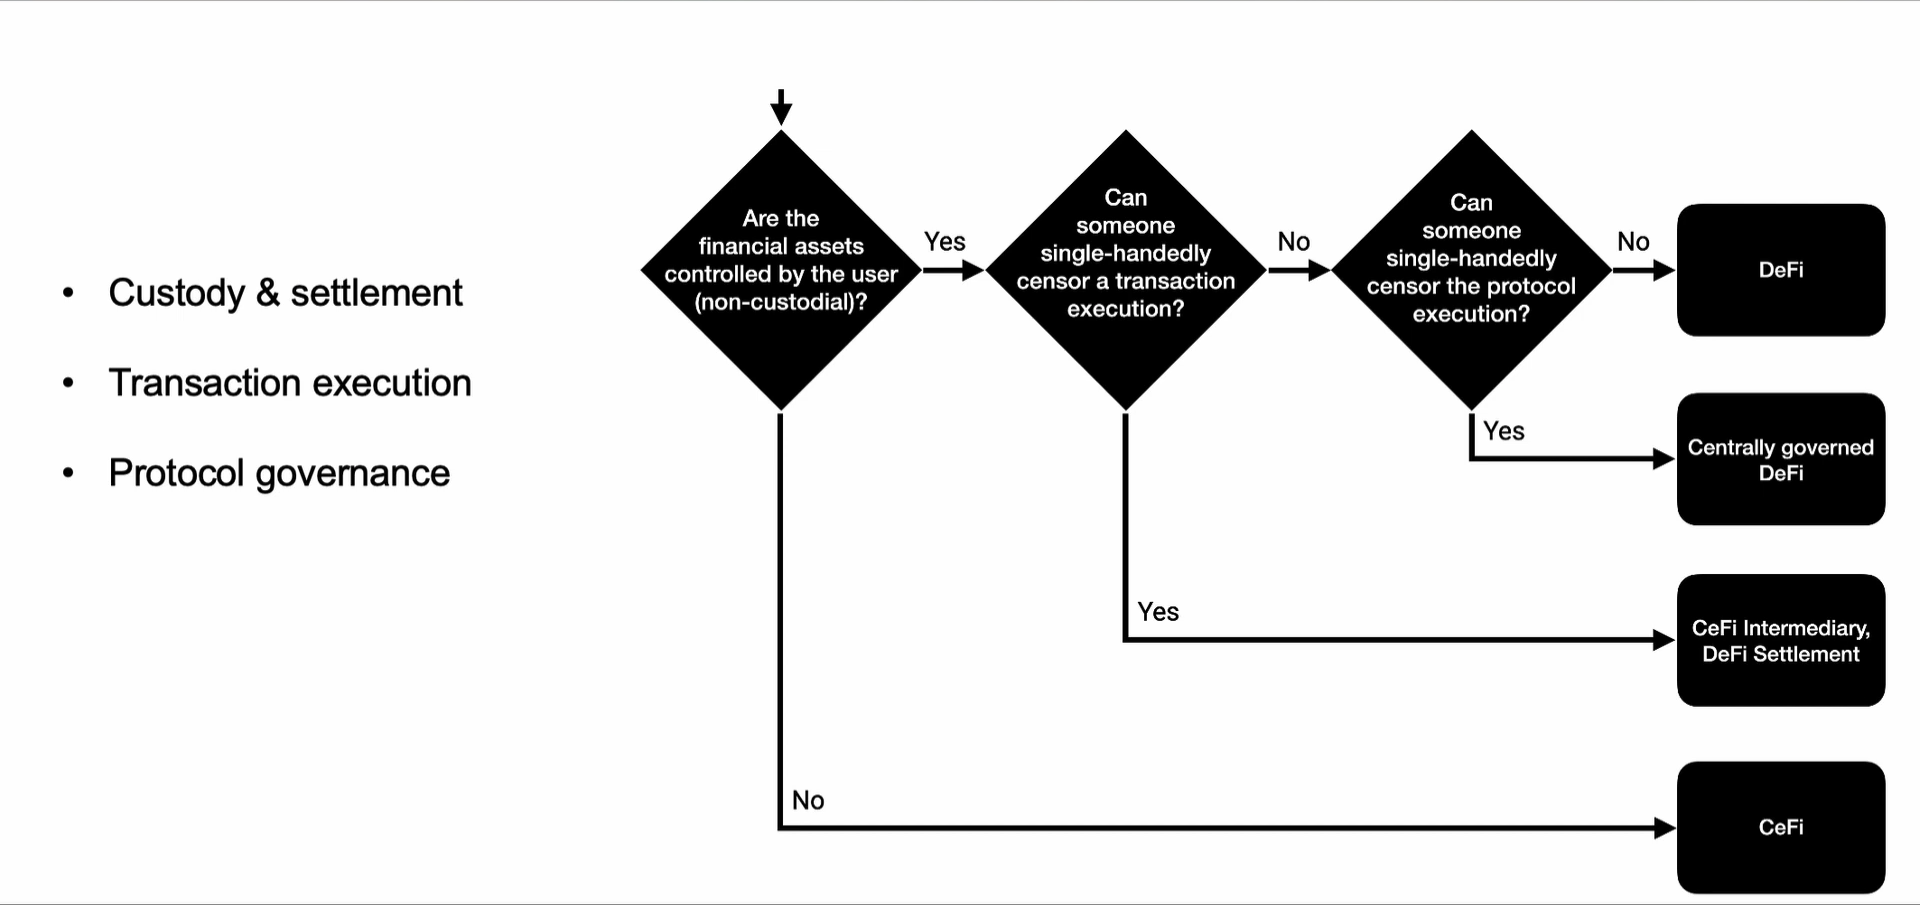 • Custody & settlement
• Transaction execution
• Protocol governance
Are the
financial assets
controlled by the user
(non-custodial)?
Yes
Can
someone
single-handedly
censor a transaction
execution?
No
Can
someone
single-handedly
censor the protocol
execution?
No
DeFi
Yes
Centrally governed
DeFi
Yes
CeFi Intermediary,
DeFi Settlement
No
CeFi